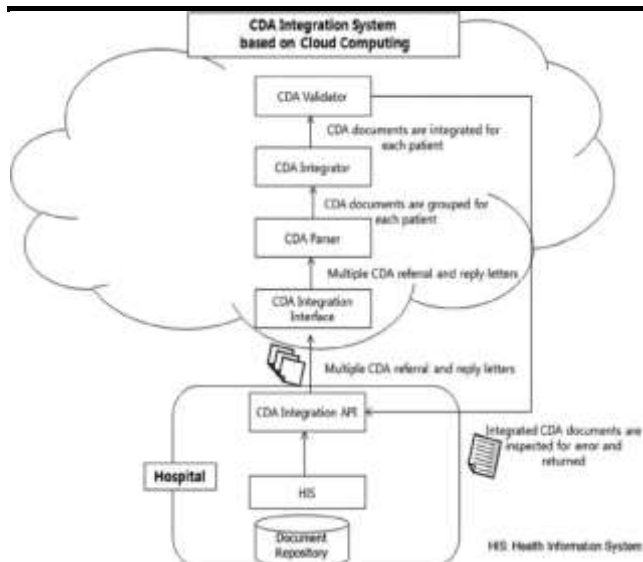 CDA Integration System
based on Cloud Computing
CDA Validator
CDA documents are integrated for
each patient
CDA Integrator
CDA documents are grouped for
each patient
CDA Parser
Multiple CDA referral and reply letters
CDA Integration
Interface
Multiple CDA referral and reply letters
CDA Integration API
Integrated CDA documents are
inspected for error and
returned
Hospital
HIS
Document
Repository
HIS: Health Information System